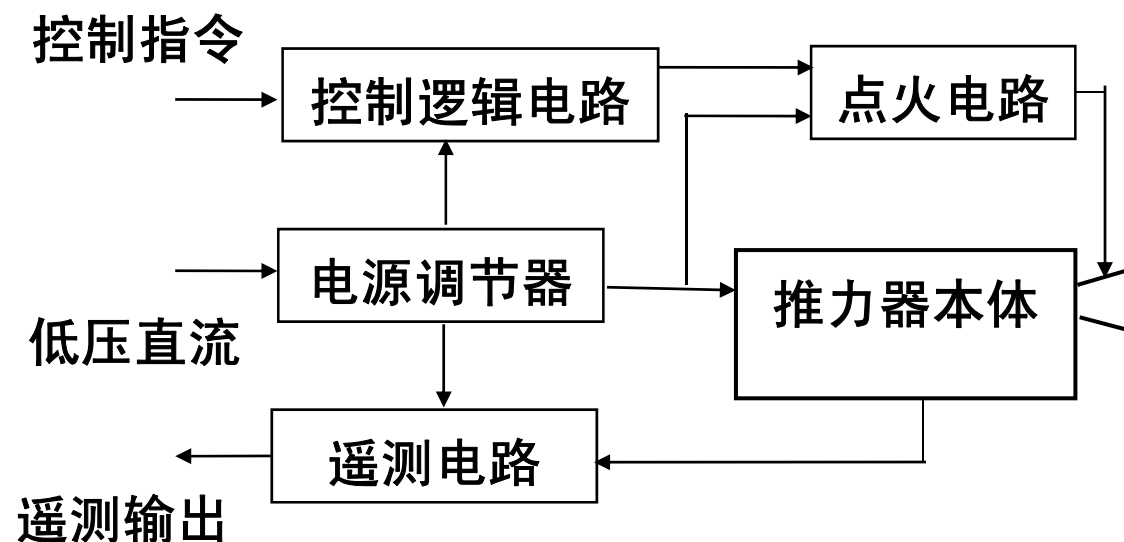 控制指令
控制逻辑电路
点火电路
电源调节器
推力器本体
低压直流
遥测电路
遥测输出